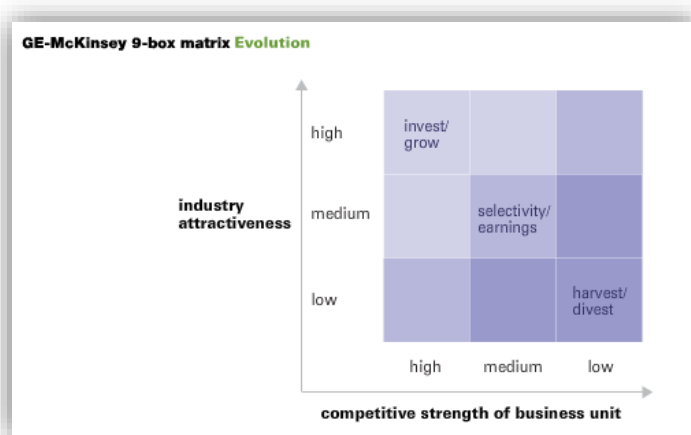 GE-McKinsey 9-box matrix Evolution
high
invest/
grow
industry
attractiveness
medium
selectivity/
earnings
low
harvest/
divest
high medium low
competitive strength of business unit